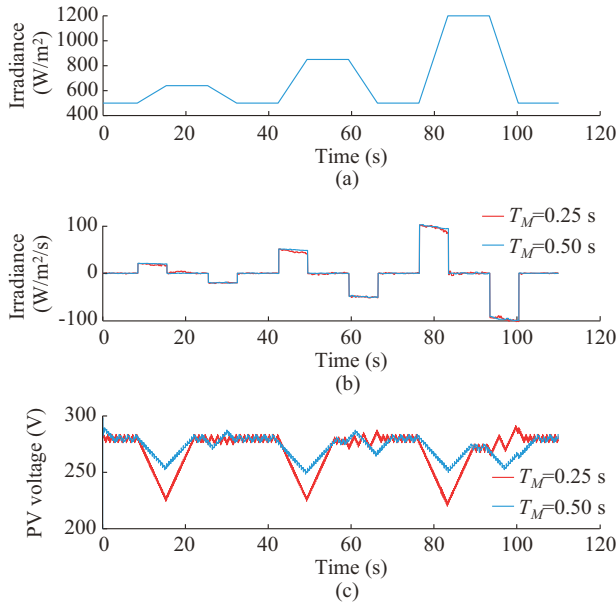 1200
1000
800
600
400
Irradiance
(W/m²)
0 20 40 60 80 100 120
Time (s)
(a)
100
0
-100
Irradiance
(W/m²/s)
T_M=0.25 s
T_M=0.50 s
0 20 40 60 80 100 120
Time (s)
(b)
300
250
200
PV voltage (V)
T_M=0.25 s
T_M=0.50 s
0 20 40 60 80 100 120
Time (s)
(c)